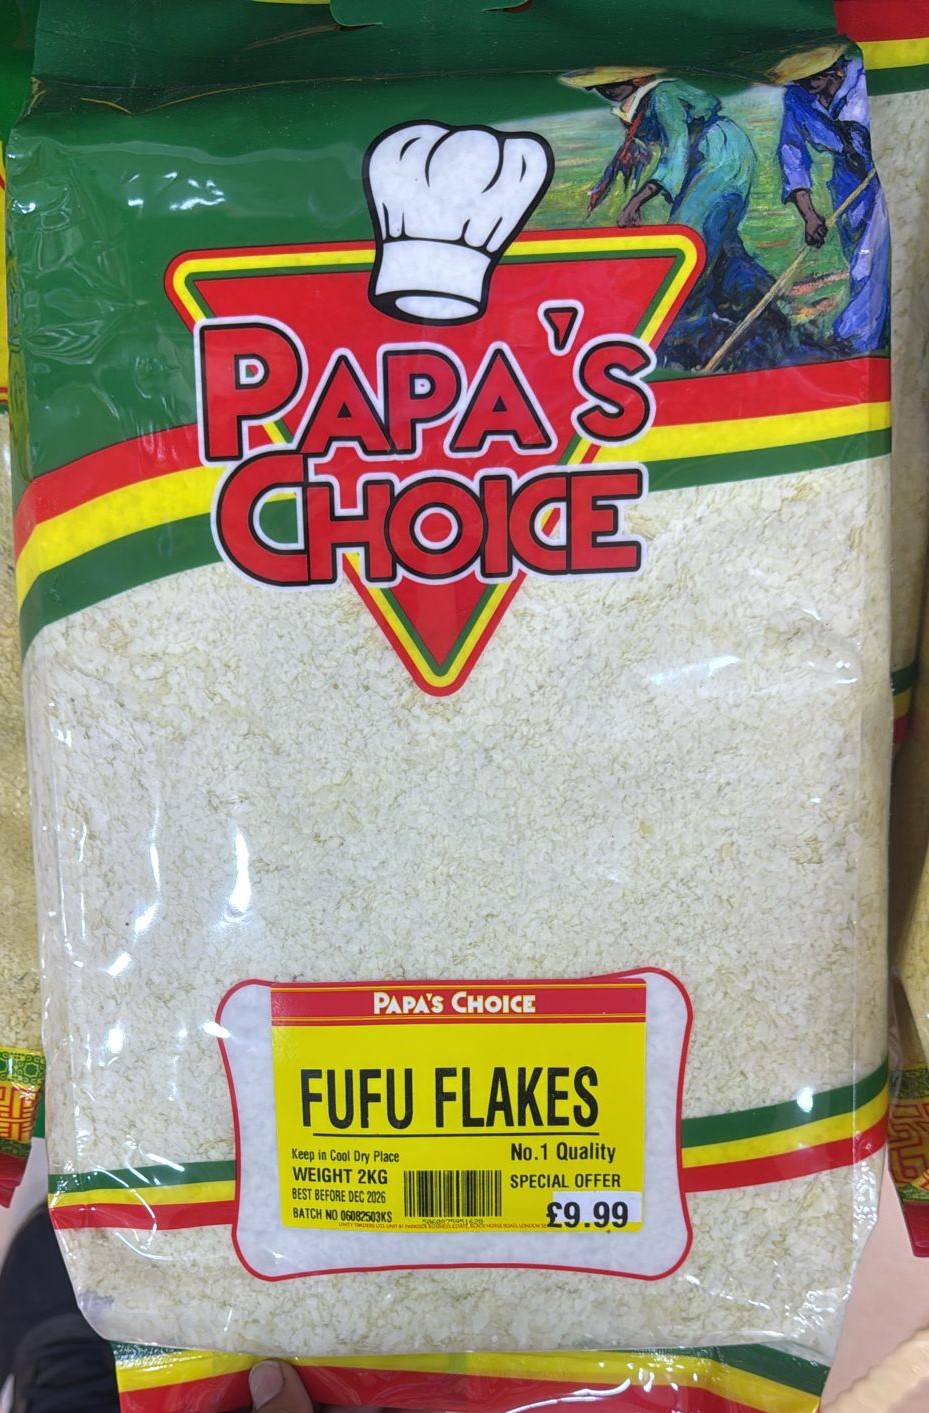 PAPA'S
CHOICE
PAPA'S CHOICE
FUFU FLAKES
Keep in Cool Dry Place
No.1 Quality
WEIGHT 2KG
SPECIAL OFFER
BEST BEFORE DEC 2026
£9.99
BATCH NO 06082503KS